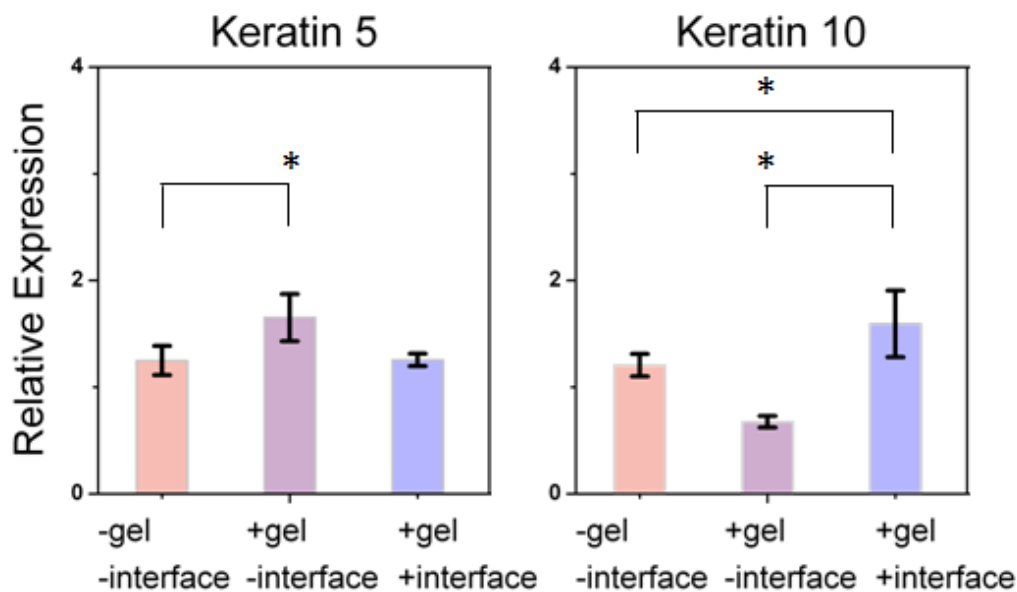 Keratin 5
Keratin 10
Relative Expression
4
*
2
0
-gel
-interface
+gel
-interface
+gel
+interface
4
*
*
2
0
-gel
-interface
+gel
-interface
+gel
+interface